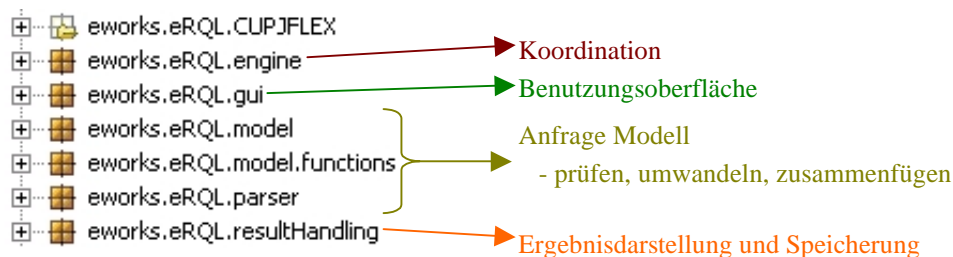 eworks.eRQL.CUPJFLEX
eworks.eRQL.engine
Koordination
eworks.eRQL.gui
Benutzungsoberfläche
eworks.eRQL.model
Anfrage Modell
eworks.eRQL.model.functions
- prüfen, umwandeln, zusammenfügen
eworks.eRQL.parser
eworks.eRQL.resultHandling
Ergebnisdarstellung und Speicherung